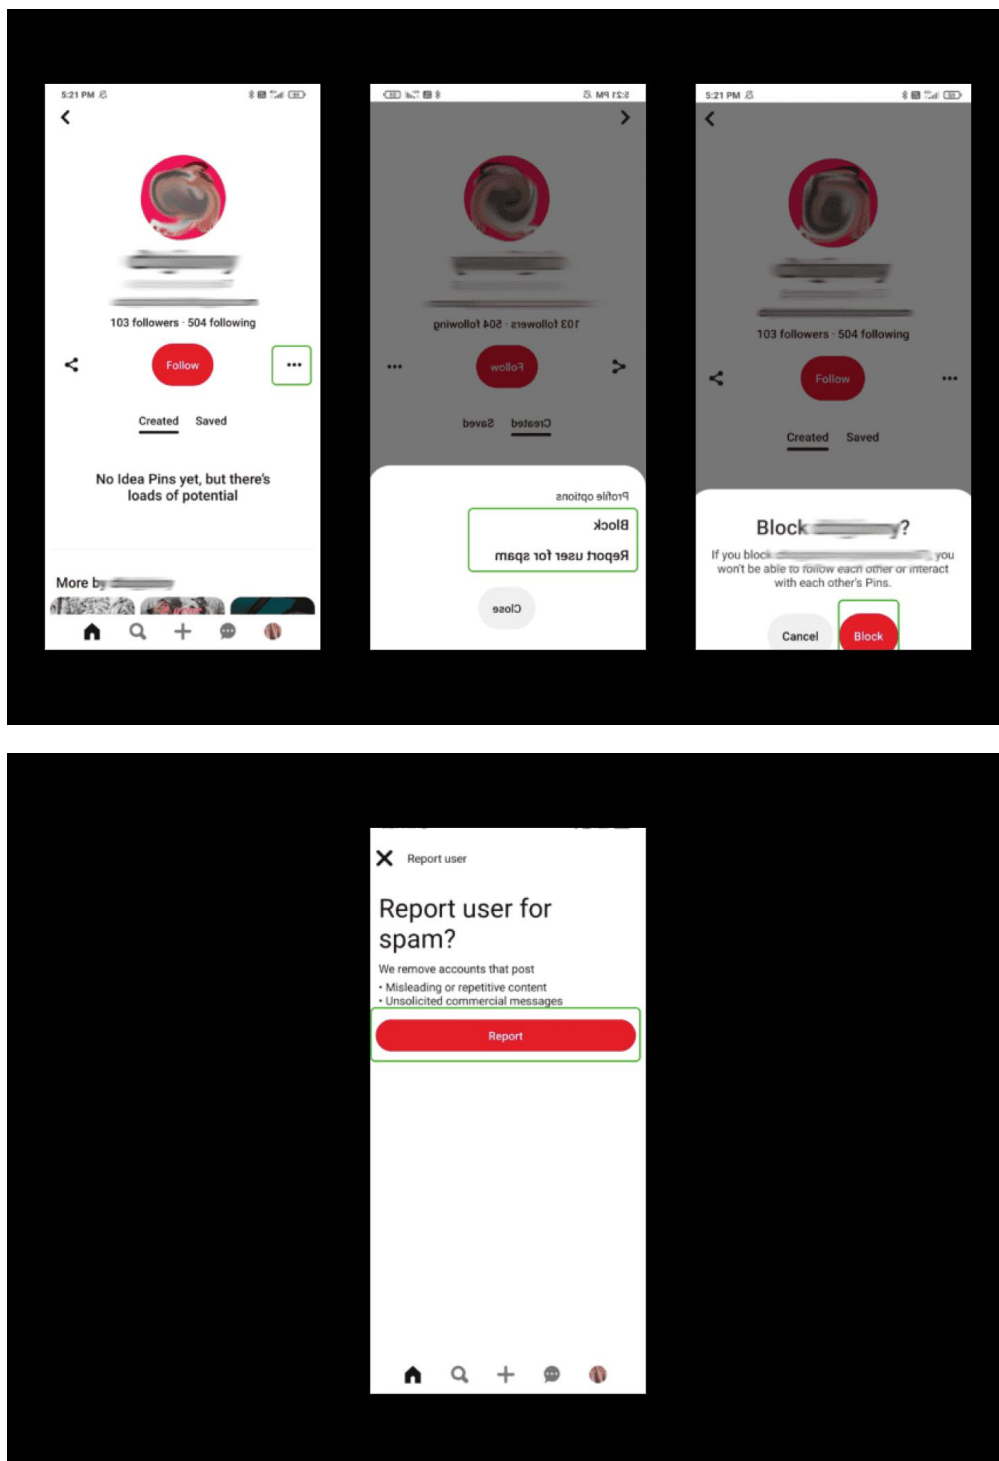 5:21 PM
103 followers · 504 following
Follow
Created Saved
No Idea Pins yet, but there's
loads of potential
More by
5:21 PM
103 followers · 504 following
Follow
Created Saved
Profile options
Block
Report user for spam
Close
5:21 PM
103 followers · 504 following
Follow
Created Saved
Block ?
If you block , you
won't be able to follow each other or interact
with each other's Pins.
Cancel Block
Report user
Report user for
spam?
We remove accounts that post
• Misleading or repetitive content
• Unsolicited commercial messages
Report